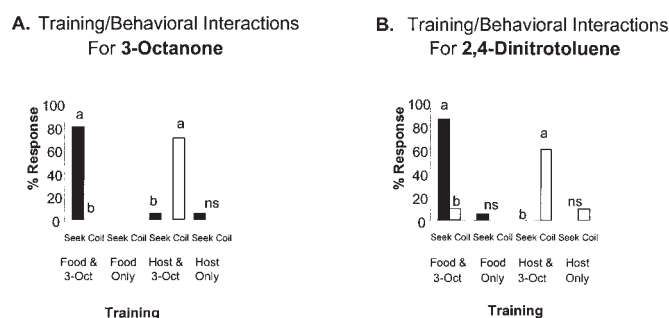 A. Training/Behavioral Interactions
For 3-Octanone
% Response
100
80
60
40
20
0
a
b
b
a
ns
Seek Coil Seek Coil Seek Coil Seek Coil
Food & 3-Oct
Food Only
Host & 3-Oct
Host Only
Training
B. Training/Behavioral Interactions
For 2,4-Dinitrotoluene
% Response
100
80
60
40
20
0
a
b
ns
b
a
ns
Seek Coil Seek Coil Seek Coil Seek Coil
Food & 3-Oct
Food Only
Host & 3-Oct
Host Only
Training